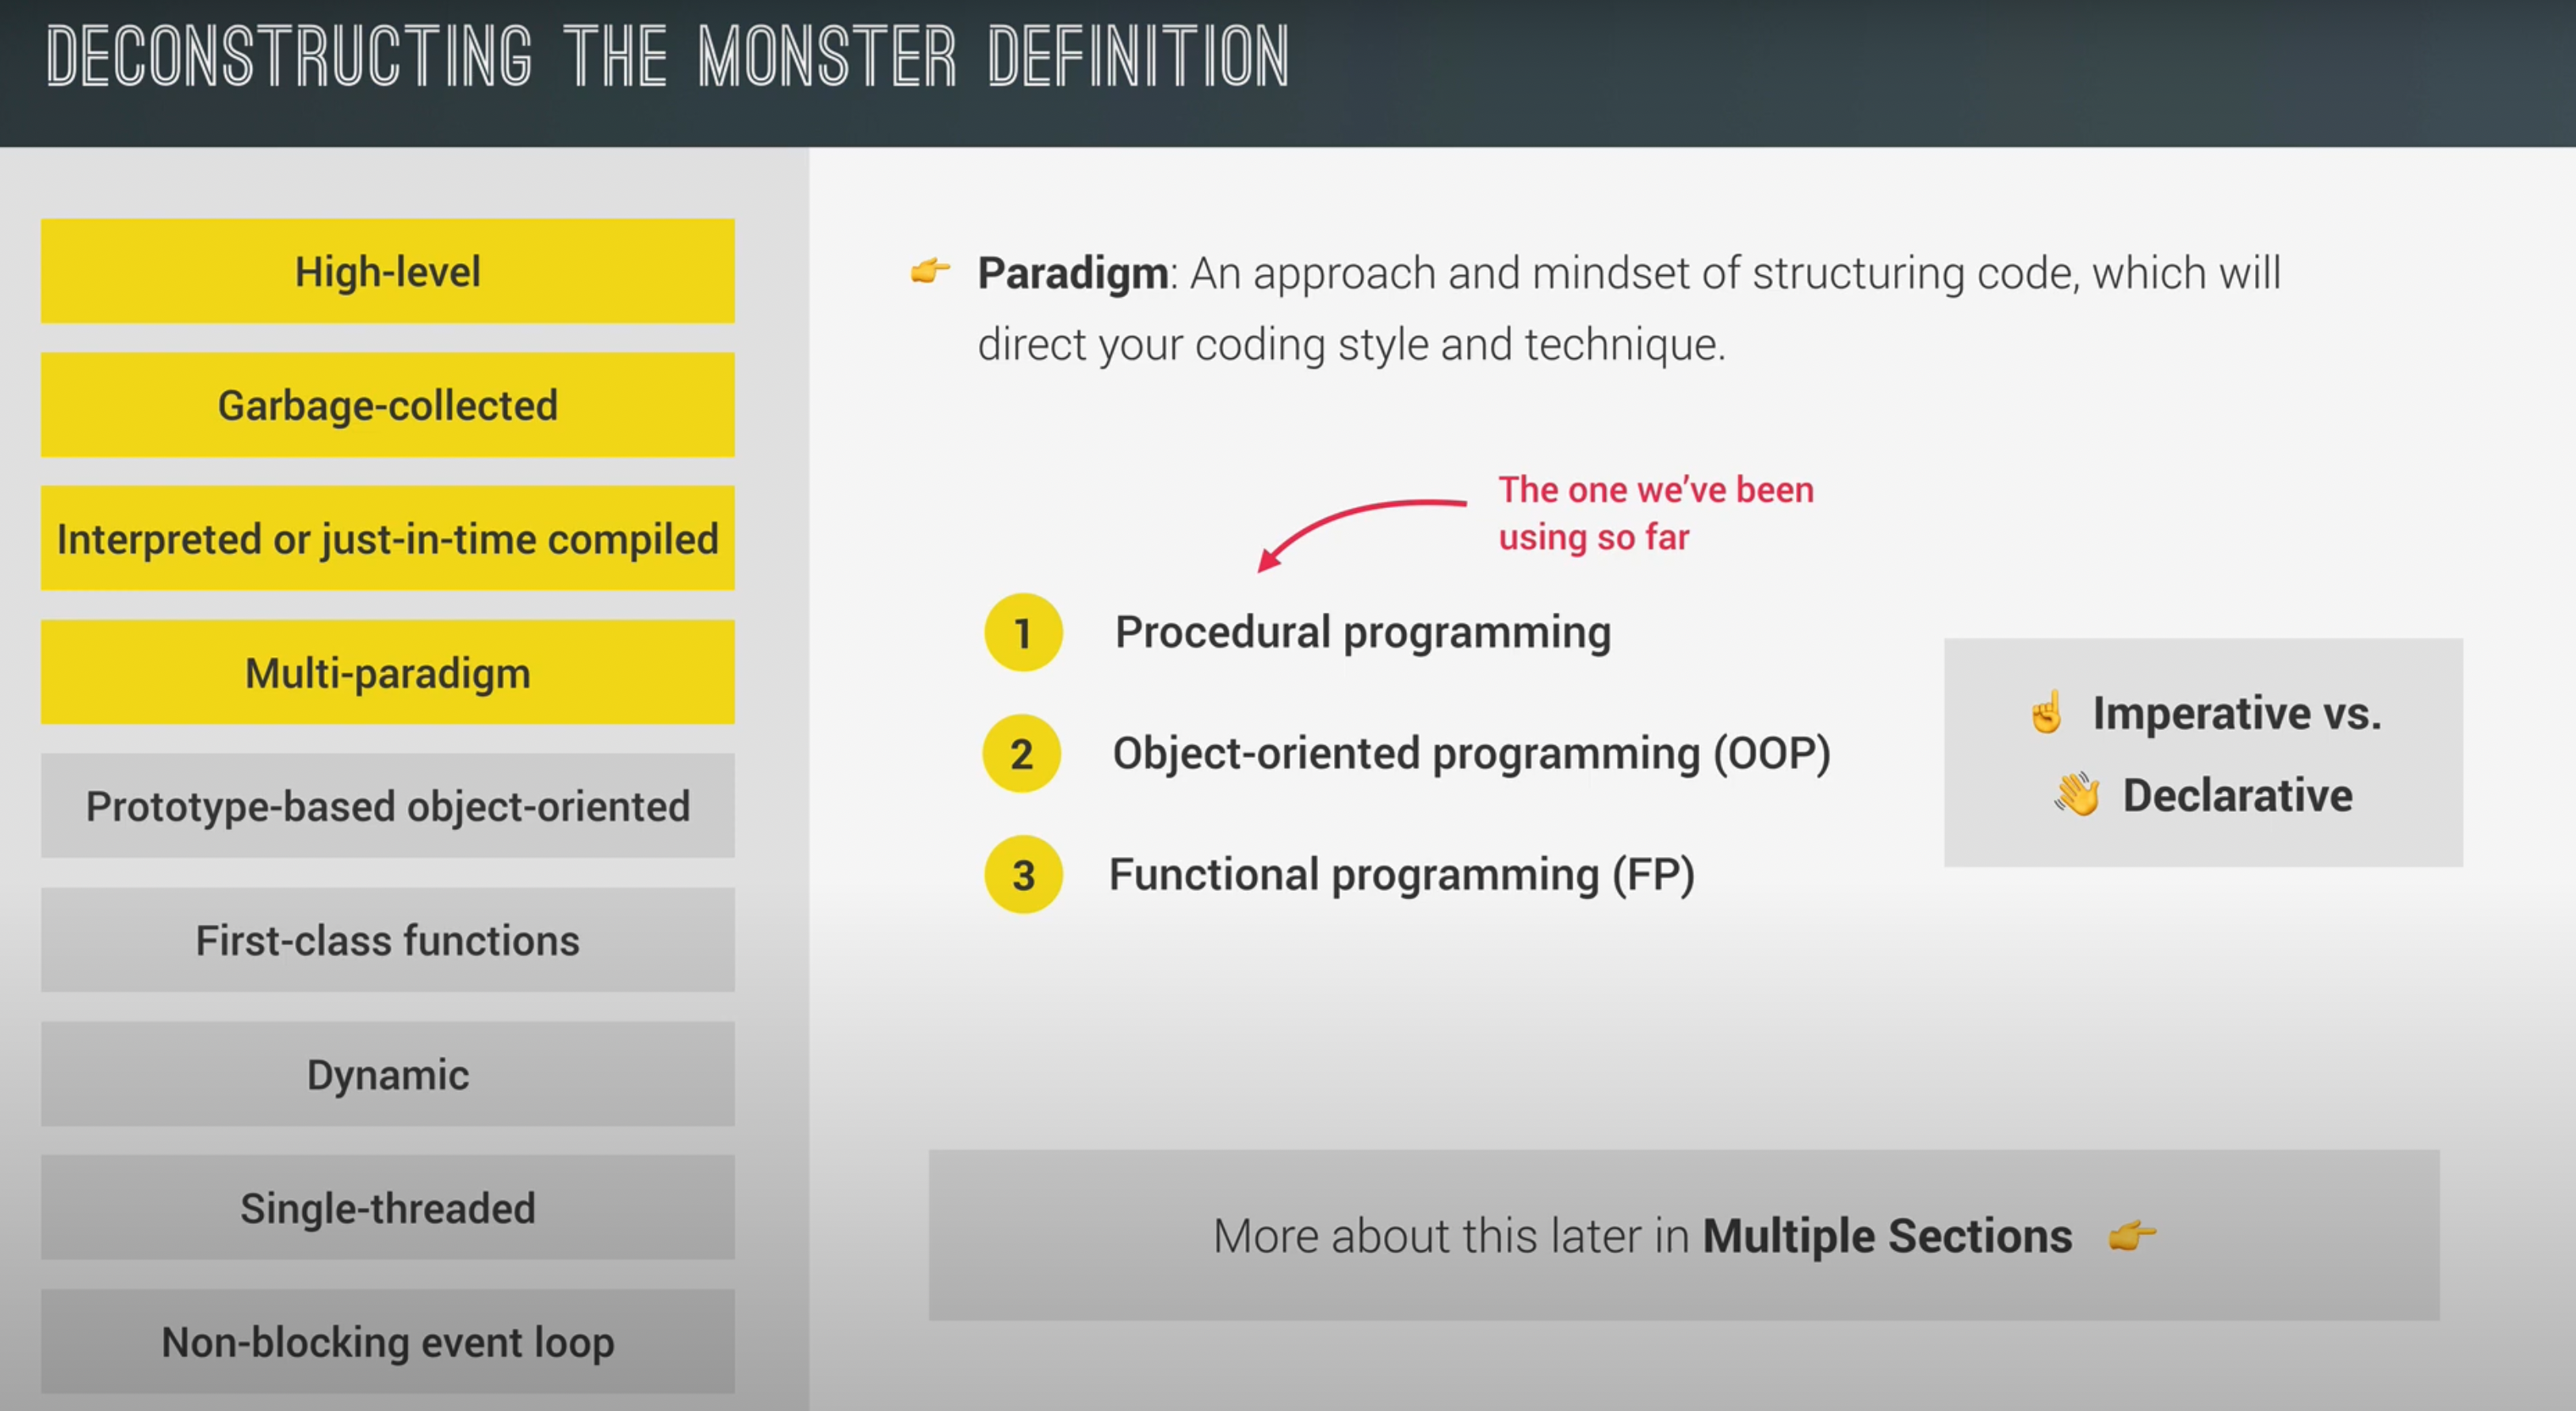 DECONSTRUCTING THE MONSTER DEFINITION
High-level
Garbage-collected
Interpreted or just-in-time compiled
Multi-paradigm
Prototype-based object-oriented
First-class functions
Dynamic
Single-threaded
Non-blocking event loop
👉 Paradigm: An approach and mindset of structuring code, which will
direct your coding style and technique.
The one we’ve been
using so far
1 Procedural programming
2 Object-oriented programming (OOP)
3 Functional programming (FP)
☝️ Imperative vs.
👋 Declarative
More about this later in Multiple Sections 👉